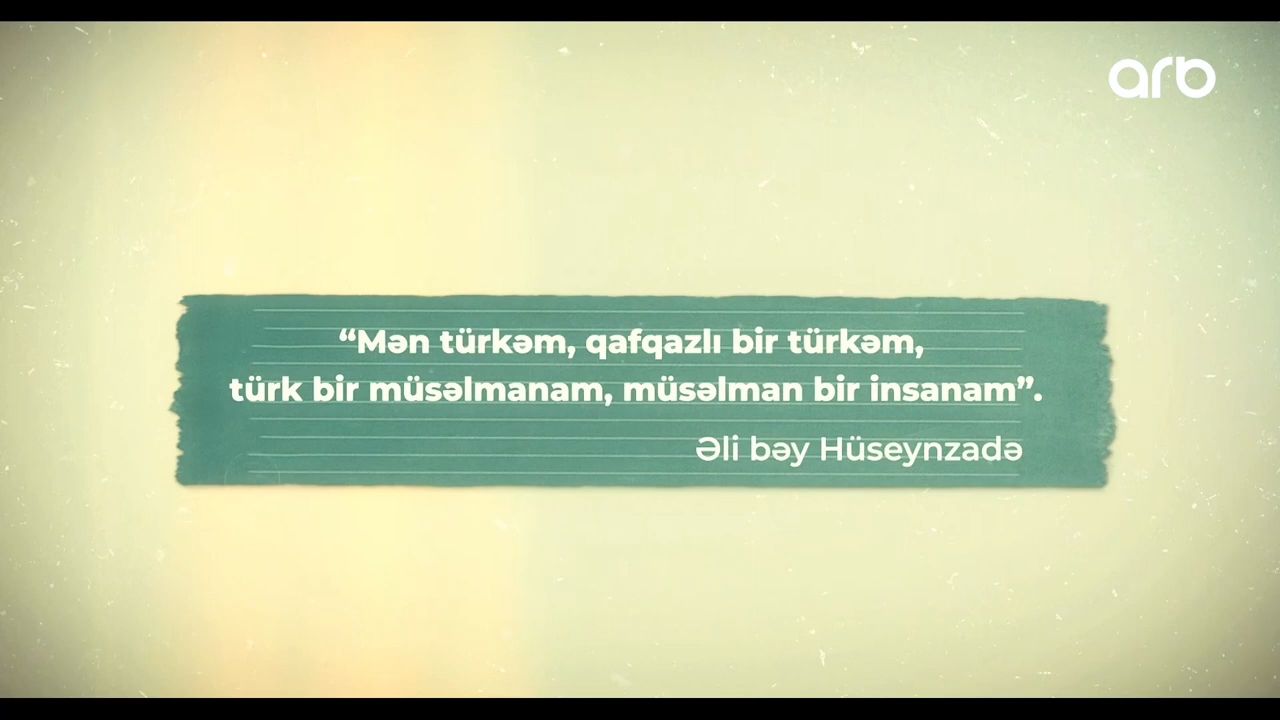 arb
“Mən türkəm, qafqazlı bir türkəm,
türk bir müsəlmanam, müsəlman bir insanam”.
Əli bəy Hüseynzadə